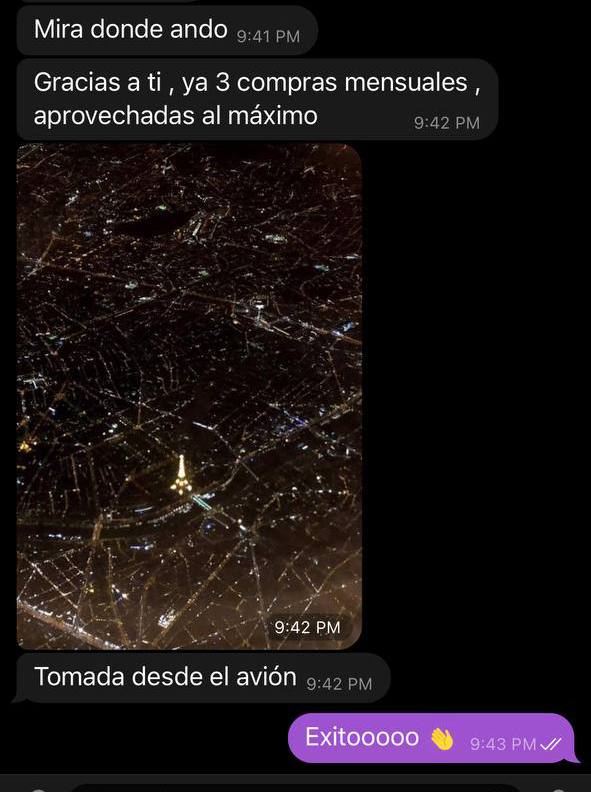 Mira donde ando 9:41 PM
Gracias a ti , ya 3 compras mensuales ,
aprovechadas al máximo 9:42 PM
9:42 PM
Tomada desde el avión 9:42 PM
Exitooooo 👏 9:43 PM